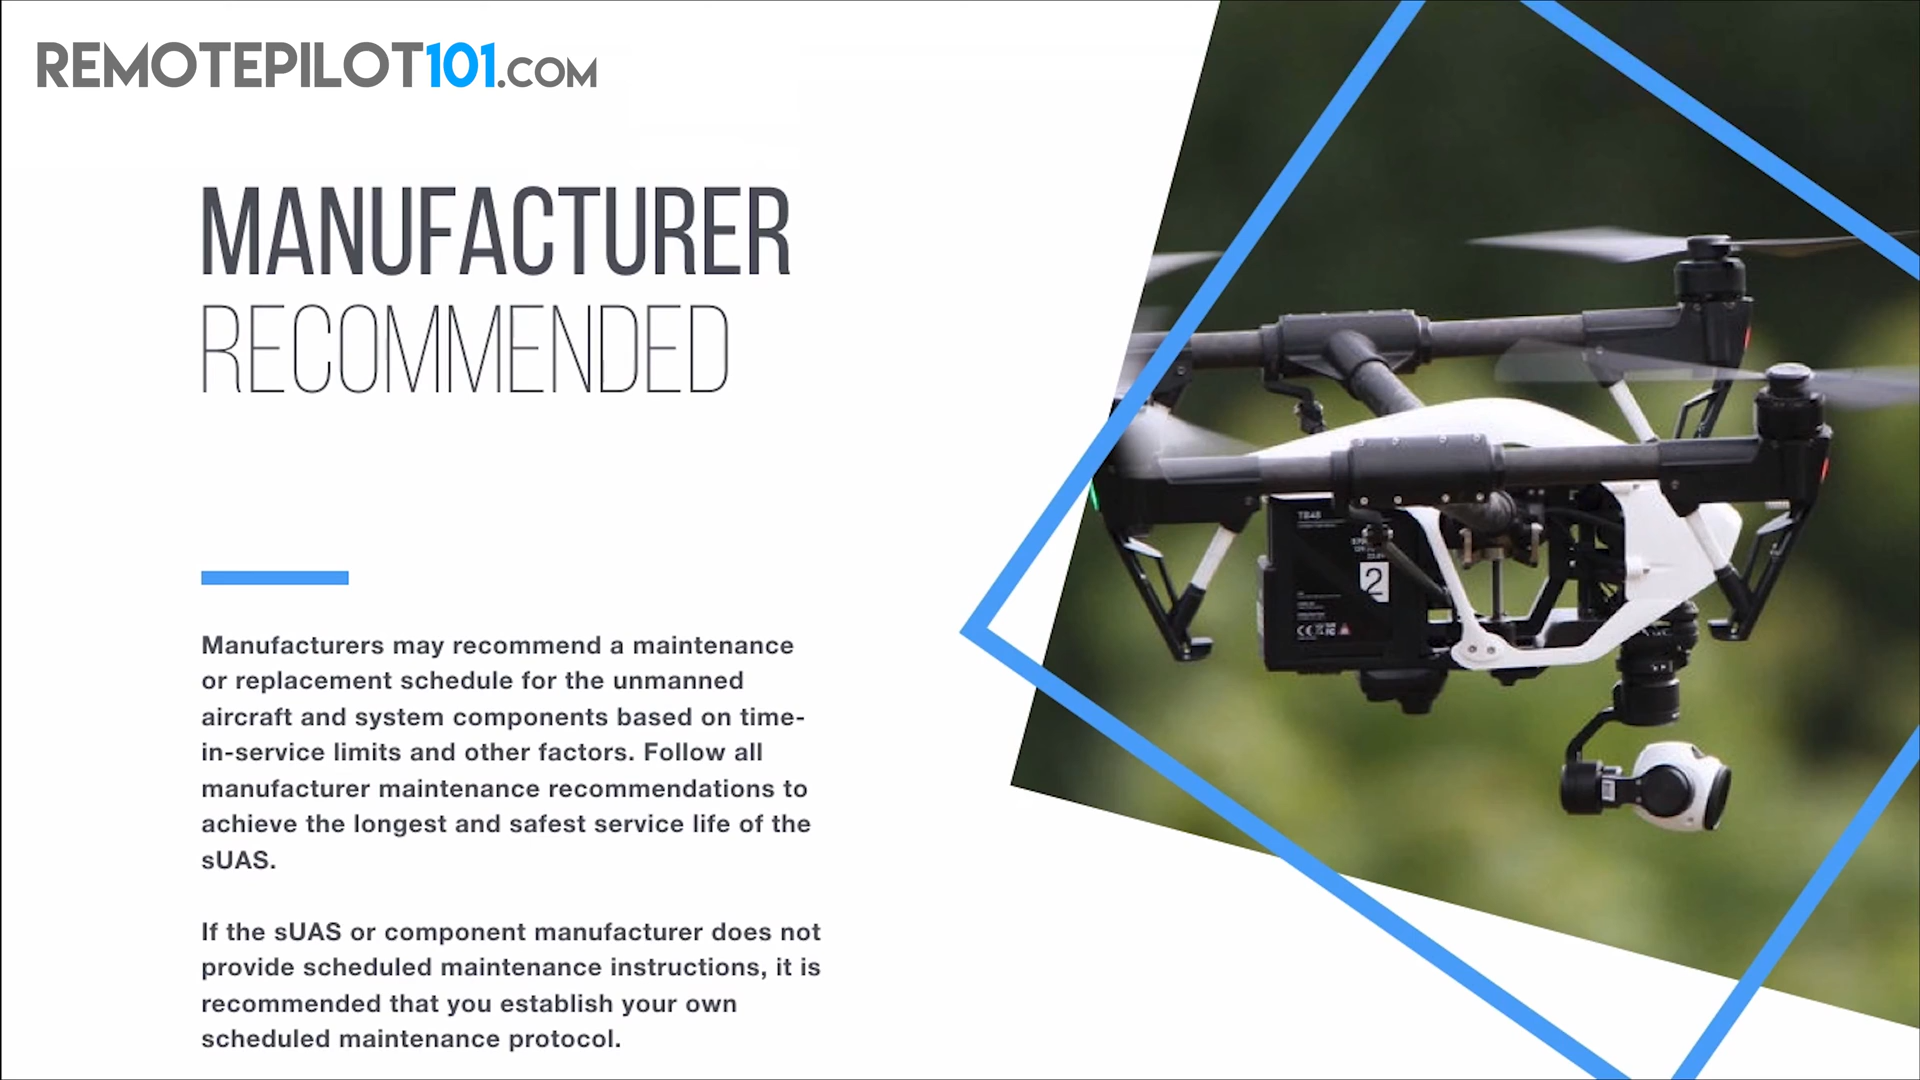 REMOTEPILOT101.COM
MANUFACTURER
RECOMMENDED
Manufacturers may recommend a maintenance
or replacement schedule for the unmanned
aircraft and system components based on time-
in-service limits and other factors. Follow all
manufacturer maintenance recommendations to
achieve the longest and safest service life of the
sUAS.
If the sUAS or component manufacturer does not
provide scheduled maintenance instructions, it is
recommended that you establish your own
scheduled maintenance protocol.
TB48
2